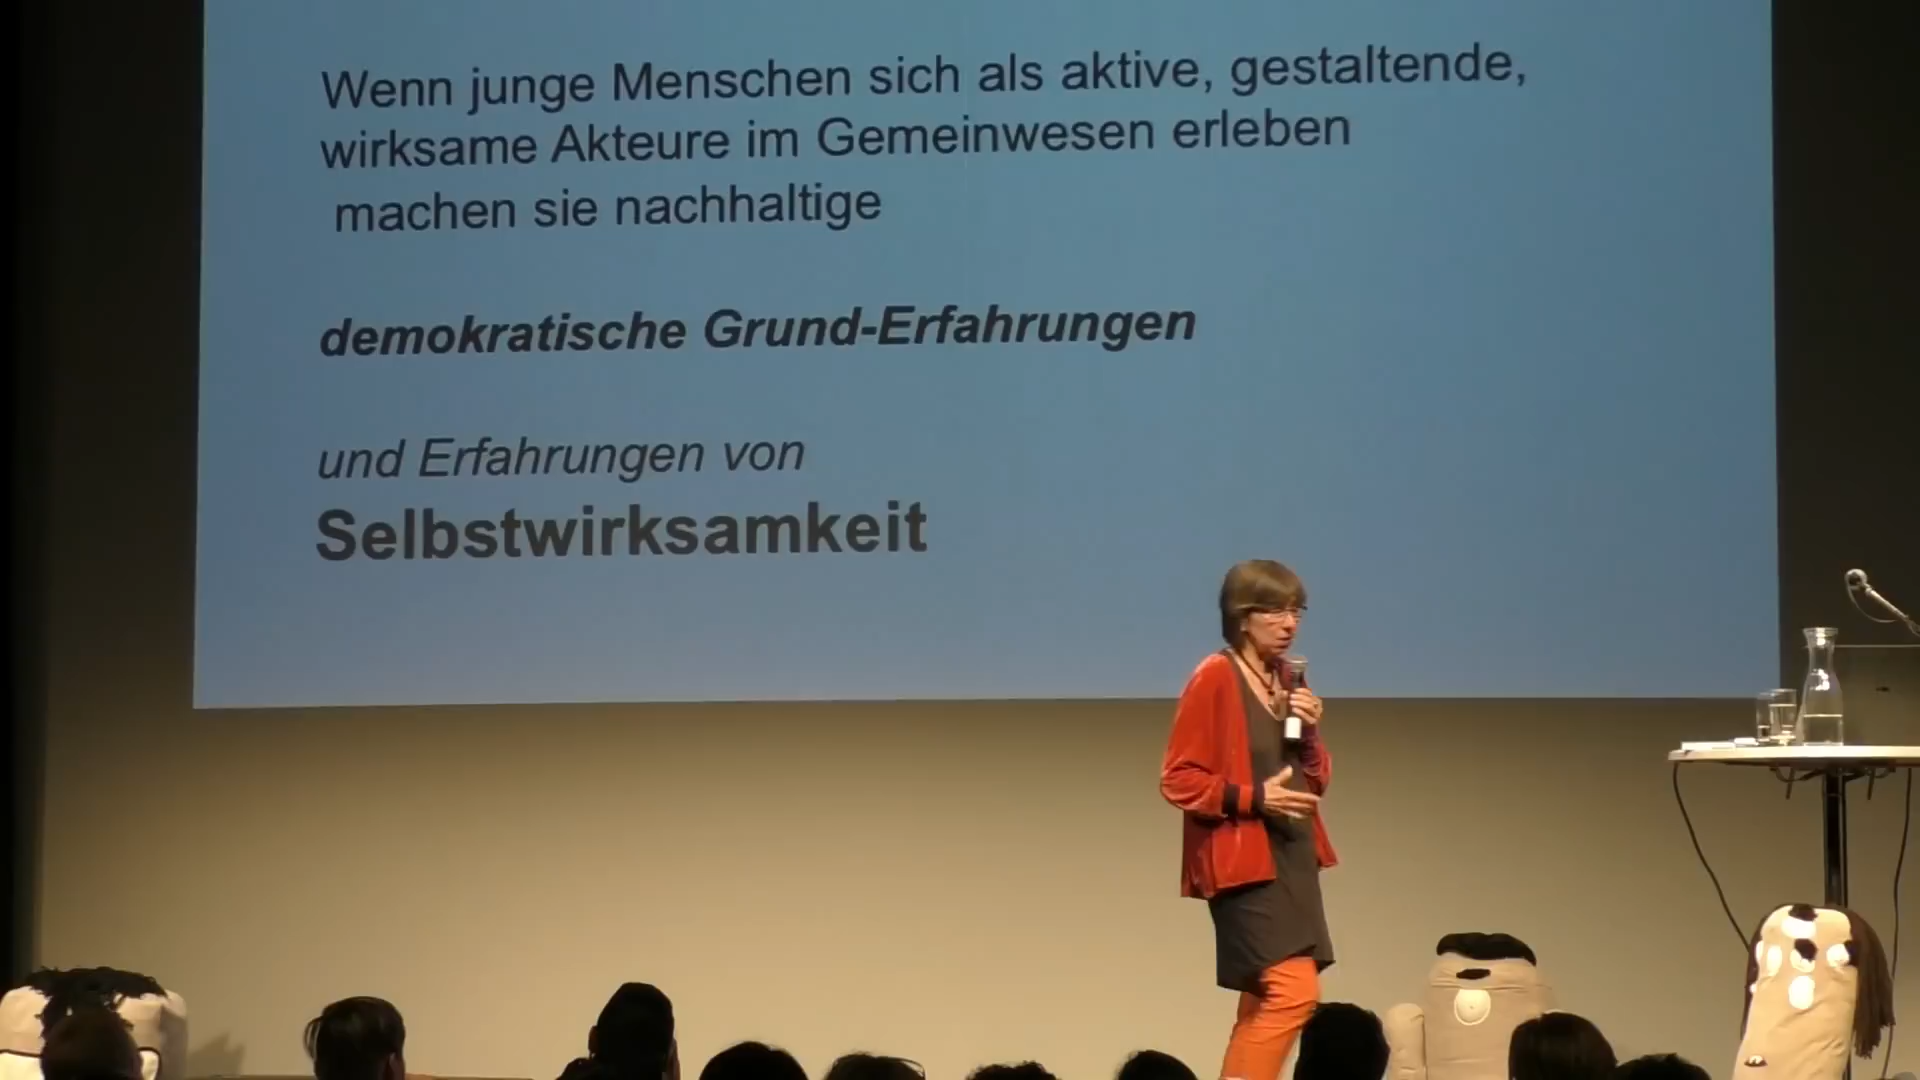 Wenn junge Menschen sich als aktive, gestaltende,
wirksame Akteure im Gemeinwesen erleben
machen sie nachhaltige
demokratische Grund-Erfahrungen
und Erfahrungen von
Selbstwirksamkeit